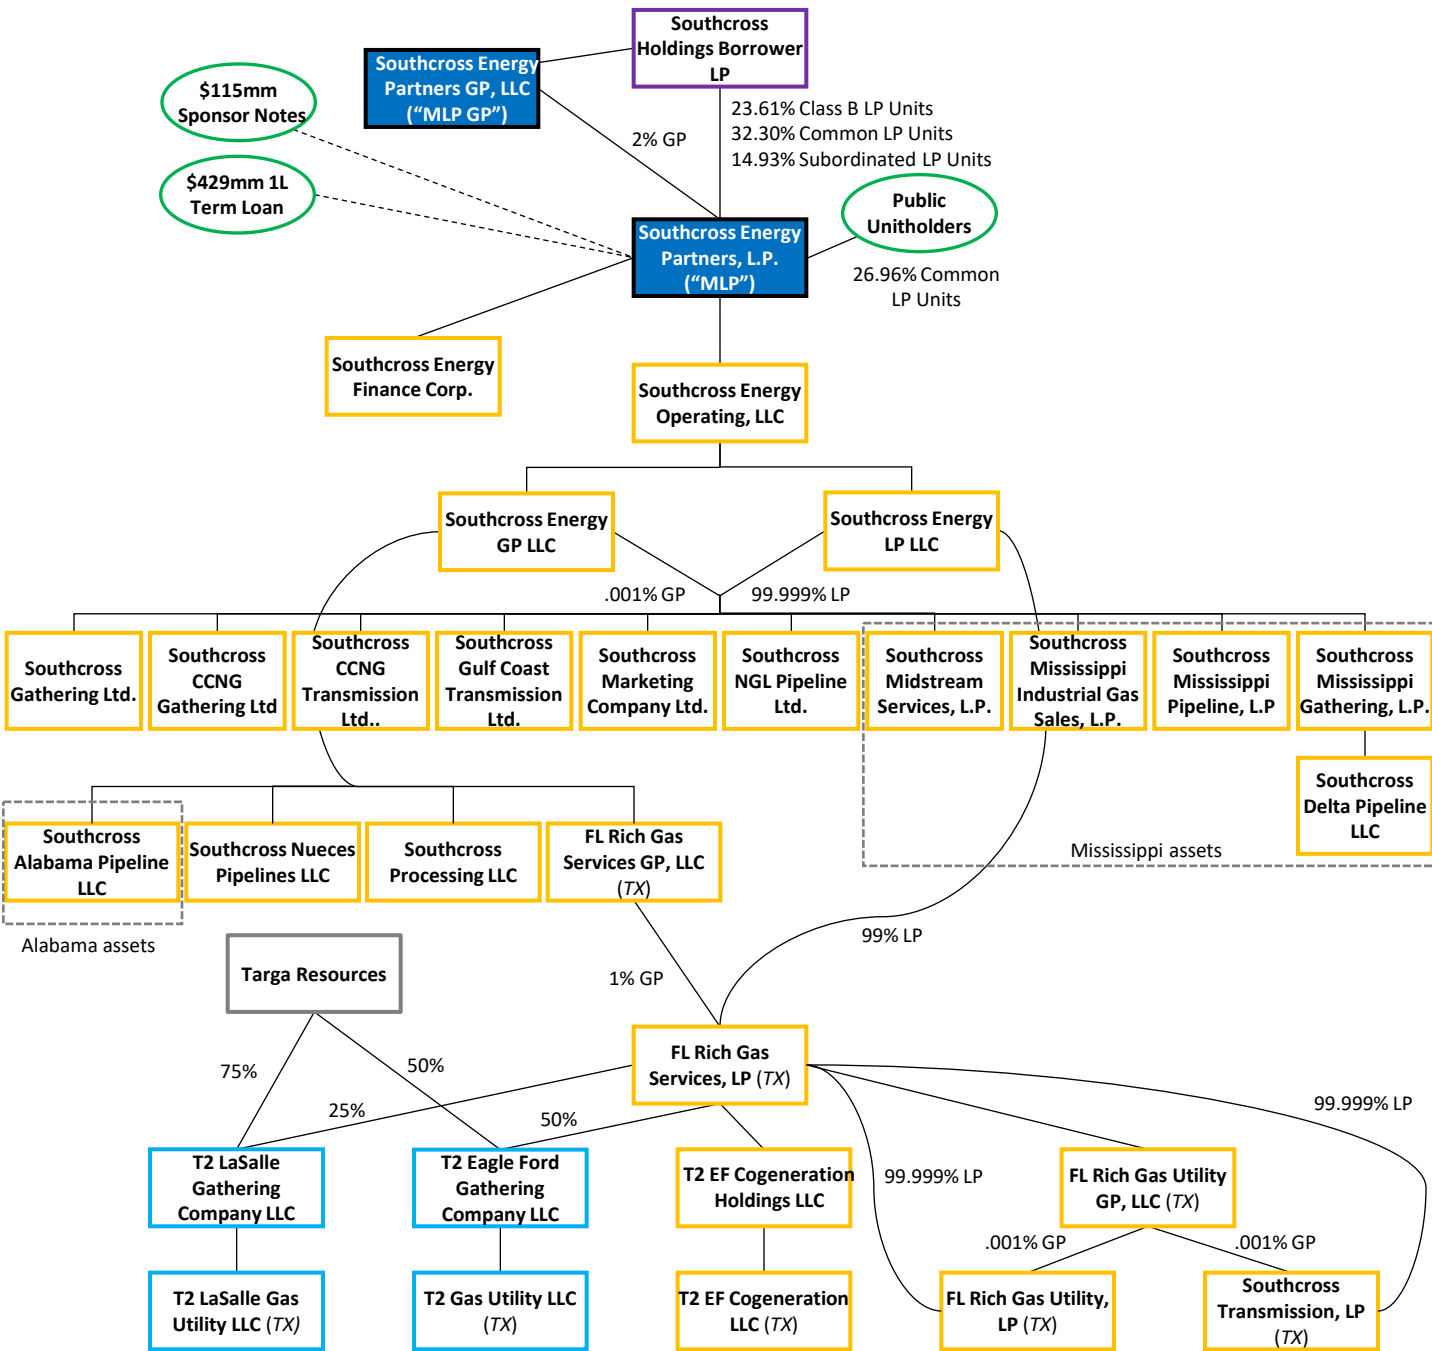 Southcross
Holdings Borrower
LP
Southcross Energy
Partners GP, LLC
(“MLP GP”)
$115mm
Sponsor Notes
23.61% Class B LP Units
32.30% Common LP Units
14.93% Subordinated LP Units
2% GP
$429mm 1L
Term Loan
Public
Unitholders
Southcross Energy
Partners, L.P.
(“MLP”)
26.96% Common
LP Units
Southcross Energy
Finance Corp.
Southcross Energy
Operating, LLC
Southcross Energy
GP LLC
Southcross Energy
LP LLC
.001% GP
99.999% LP
Southcross
Gathering Ltd.
Southcross
CCNG
Gathering Ltd
Southcross
CCNG
Transmission
Ltd..
Southcross
Gulf Coast
Transmission
Ltd.
Southcross
Marketing
Company Ltd.
Southcross
NGL Pipeline
Ltd.
Southcross
Midstream
Services, L.P.
Southcross
Mississippi
Industrial Gas
Sales, L.P.
Southcross
Mississippi
Pipeline, L.P
Southcross
Mississippi
Gathering, L.P.
Southcross
Delta Pipeline
LLC
Mississippi assets
Southcross
Alabama Pipeline
LLC
Southcross Nueces
Pipelines LLC
Southcross
Processing LLC
FL Rich Gas
Services GP, LLC
(TX)
Alabama assets
99% LP
1% GP
Targa Resources
FL Rich Gas
Services, LP (TX)
75%
50%
25%
50%
99.999% LP
99.999% LP
T2 LaSalle
Gathering
Company LLC
T2 Eagle Ford
Gathering
Company LLC
T2 EF Cogeneration
Holdings LLC
FL Rich Gas Utility
GP, LLC (TX)
.001% GP
.001% GP
T2 LaSalle Gas
Utility LLC (TX)
T2 Gas Utility LLC
(TX)
T2 EF Cogeneration
LLC (TX)
FL Rich Gas Utility,
LP (TX)
Southcross
Transmission, LP
(TX)